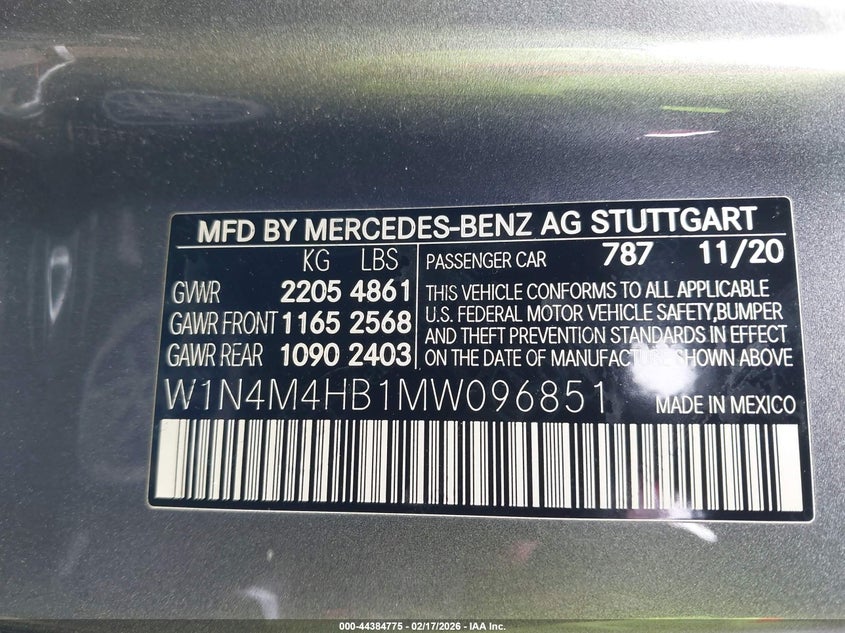 MFD BY MERCEDES-BENZ AG STUTTGART
KG LBS
GVWR 2205 4861
GAWR FRONT 1165 2568
GAWR REAR 1090 2403
PASSENGER CAR 787 11/20
THIS VEHICLE CONFORMS TO ALL APPLICABLE
U.S. FEDERAL MOTOR VEHICLE SAFETY,BUMPER
AND THEFT PREVENTION STANDARDS IN EFFECT
ON THE DATE OF MANUFACTURE SHOWN ABOVE
W1N4M4HB1MW096851 MADE IN MEXICO
000-44384775 - 02/17/2026 - IAA Inc.